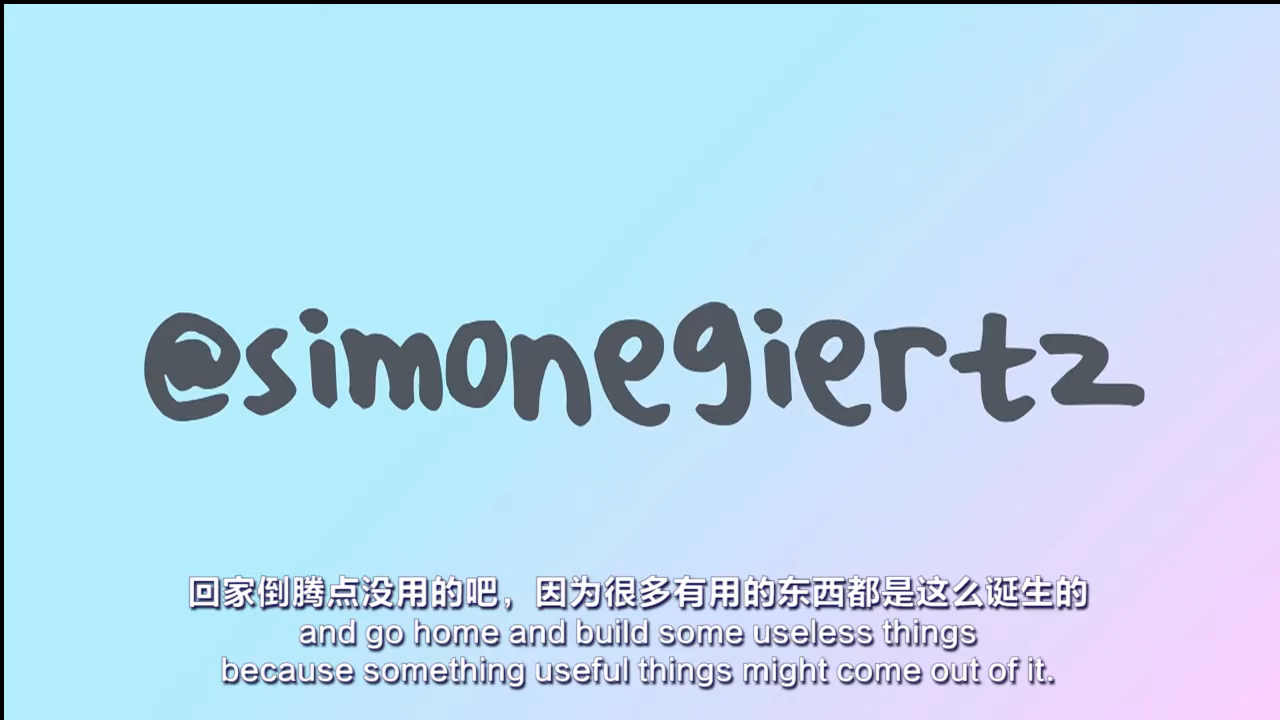 @simonegiertz
回家倒腾点没用的吧，因为很多有用的东西都是这么诞生的
and go home and build some useless things
because something useful things might come out of it.